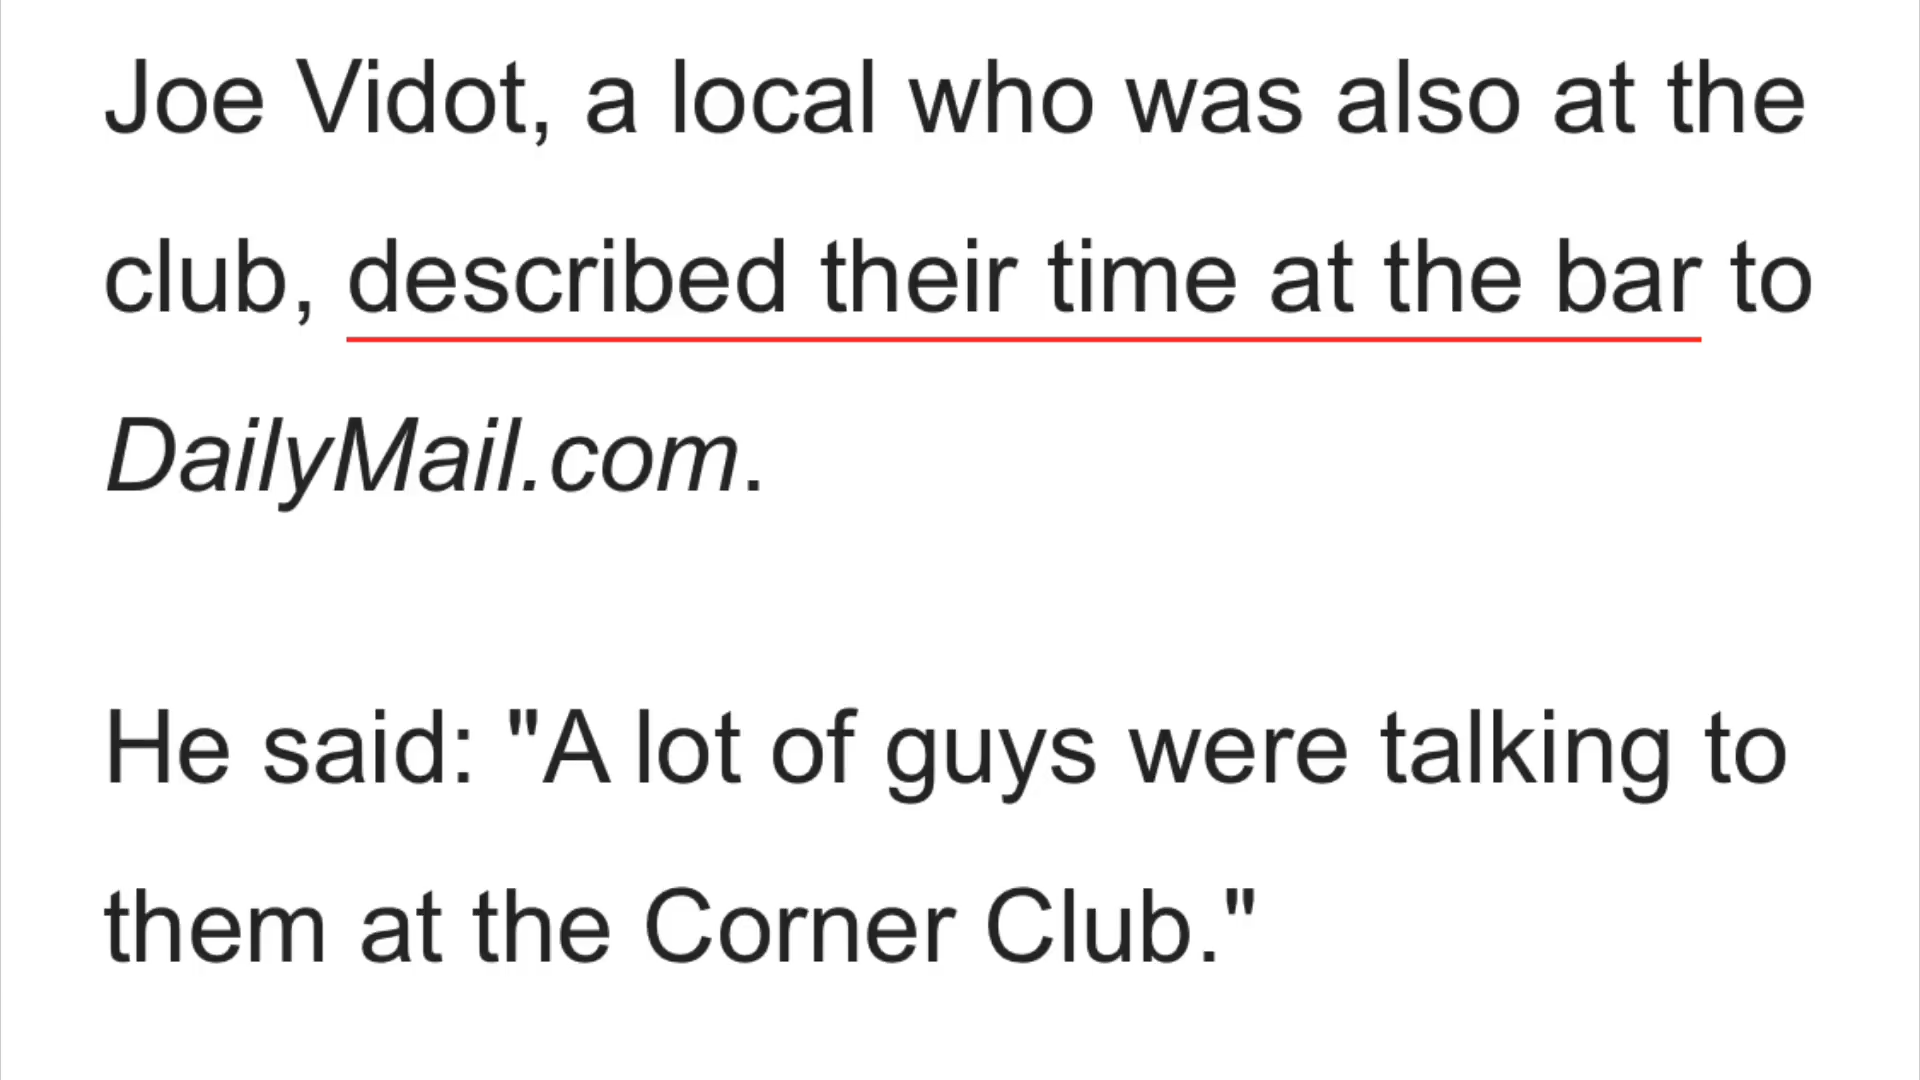 Joe Vidot, a local who was also at the
club, described their time at the bar to
DailyMail.com.
He said: "A lot of guys were talking to
them at the Corner Club."